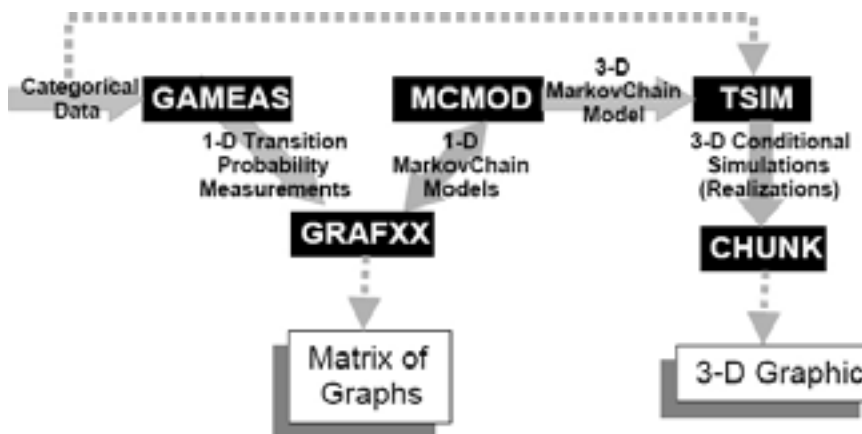 Categorical
Data
GAMEAS
MCMOD
3-D
MarkovChain
Model
TSIM
1-D Transition
Probability
Measurements
1-D
MarkovChain
Models
3-D Conditional
Simulations
(Realizations)
GRAFXX
CHUNK
Matrix of
Graphs
3-D Graphic